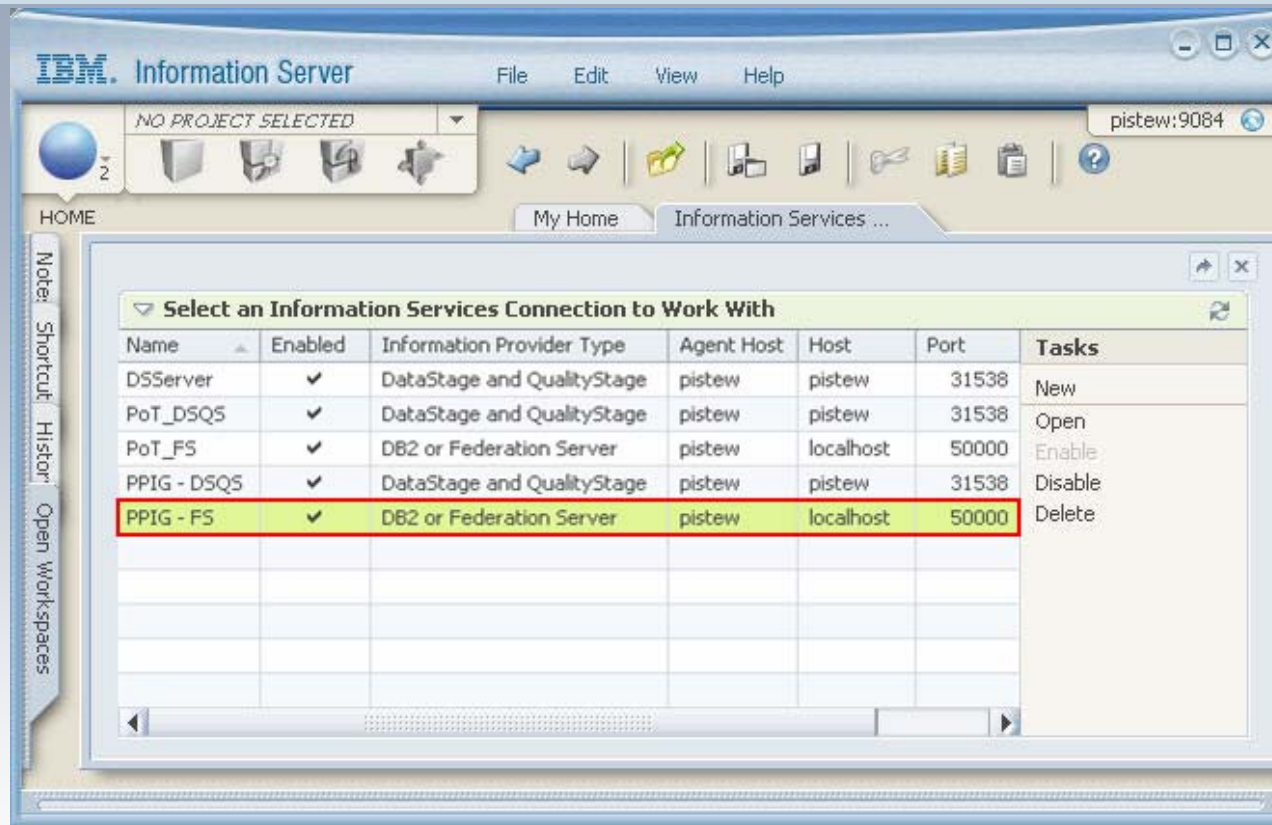 IBM. Information Server File Edit View Help
NO PROJECT SELECTED
pistew:9084
2
HOME
My Home Information Services ...
Note:
Shortcut
Histor
Open Workspaces
Select an Information Services Connection to Work With
Name Enabled Information Provider Type Agent Host Host Port Tasks
DSServer DataStage and QualityStage pistew pistew 31538
PoT_DSQS DataStage and QualityStage pistew pistew 31538
PoT_FS DB2 or Federation Server pistew localhost 50000
PPIG - DSQS DataStage and QualityStage pistew pistew 31538
PPIG - FS DB2 or Federation Server pistew localhost 50000
New
Open
Enable
Disable
Delete